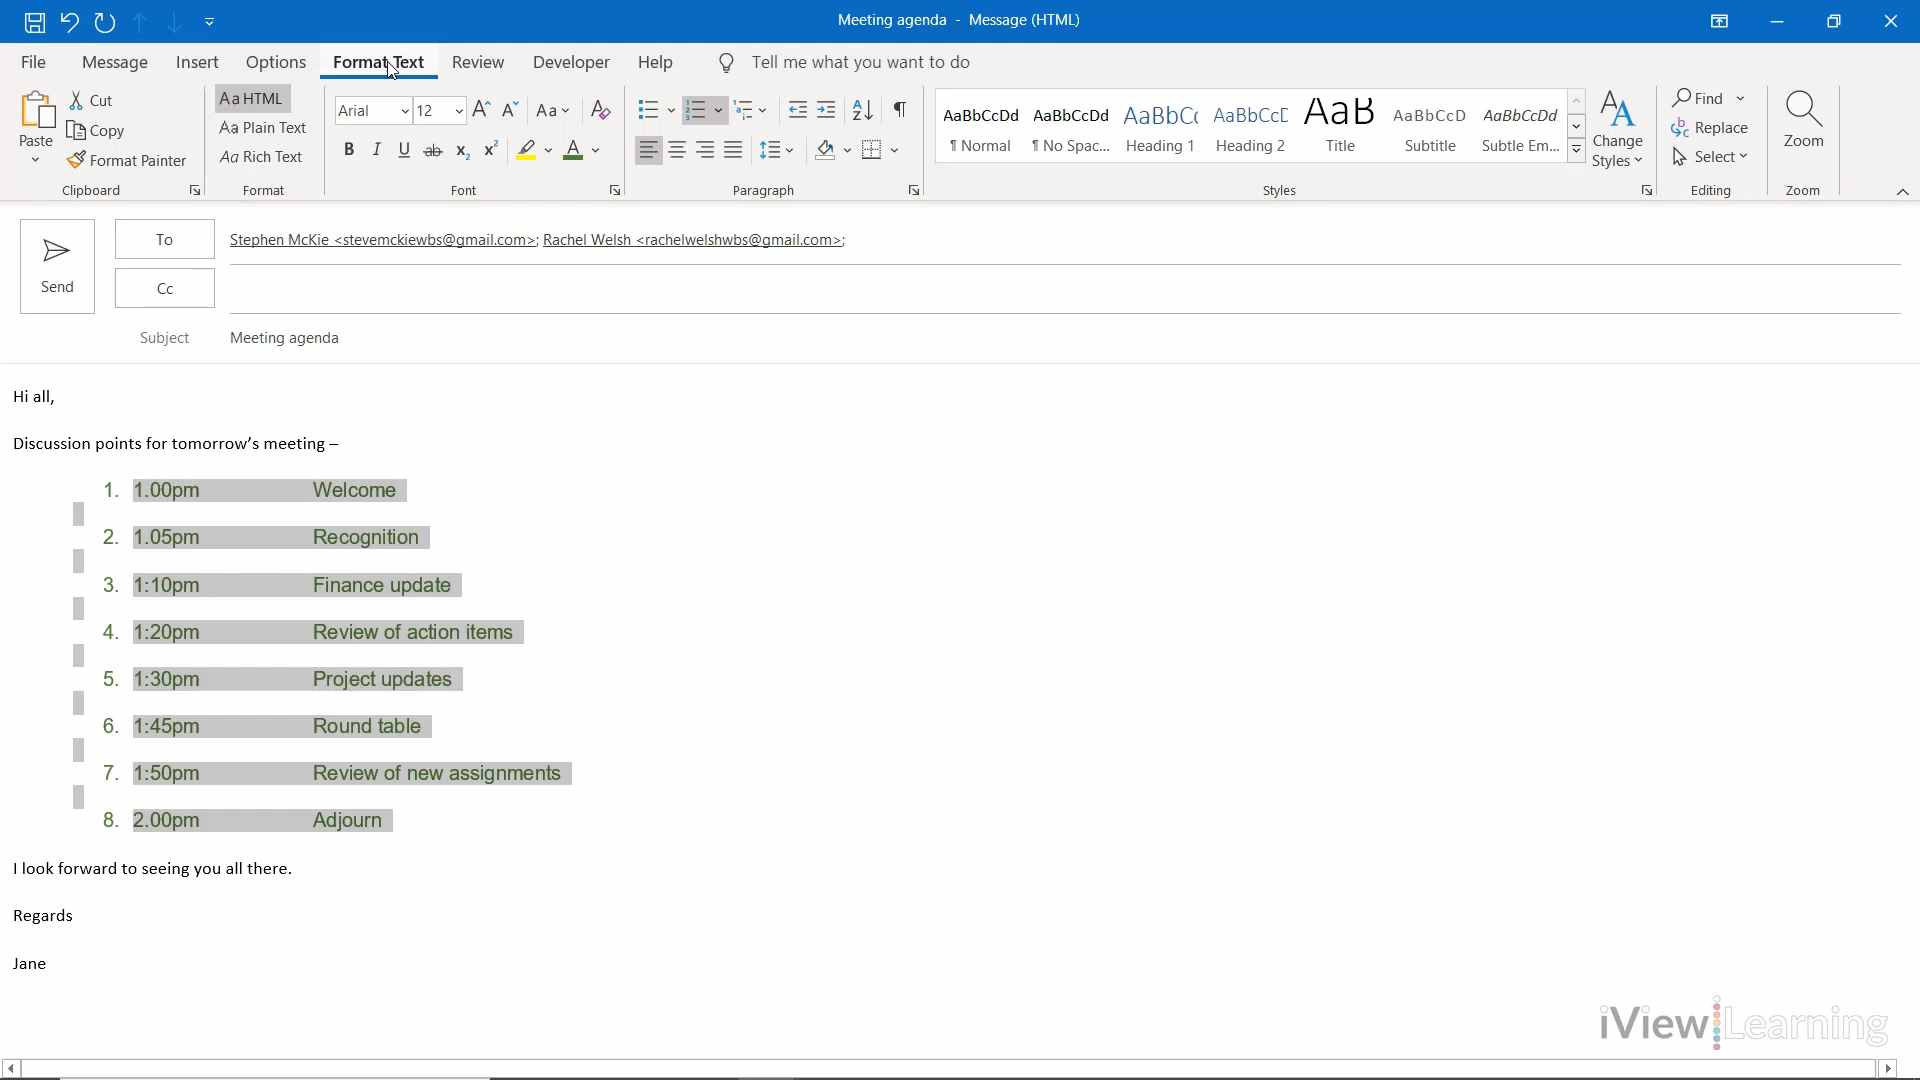 Meeting agenda - Message (HTML)
File Message Insert Options Format Text Review Developer Help Tell me what you want to do
Paste
Cut
Copy
Format Painter
Clipboard
Aa HTML
Aa Plain Text
Aa Rich Text
Format
Arial 12 Aa
B I U ab x₂ x² A
Font
Paragraph
AaBbCcDd AaBbCcDd AaBbCc AaBbCcD AaB AaBbCcD AaBbCcDd
¶ Normal ¶ No Spac... Heading 1 Heading 2 Title Subtitle Subtle Em...
Styles
Change
Styles
Find
Replace
Select
Editing
Zoom
Zoom
Send
To Stephen McKie <stevemckiewbs@gmail.com>; Rachel Welsh <rachelwelshwbs@gmail.com>;
Cc
Subject Meeting agenda
Hi all,
Discussion points for tomorrow’s meeting –
1. 1.00pm Welcome
2. 1.05pm Recognition
3. 1:10pm Finance update
4. 1:20pm Review of action items
5. 1:30pm Project updates
6. 1:45pm Round table
7. 1:50pm Review of new assignments
8. 2.00pm Adjourn
I look forward to seeing you all there.
Regards
Jane
iView Learning